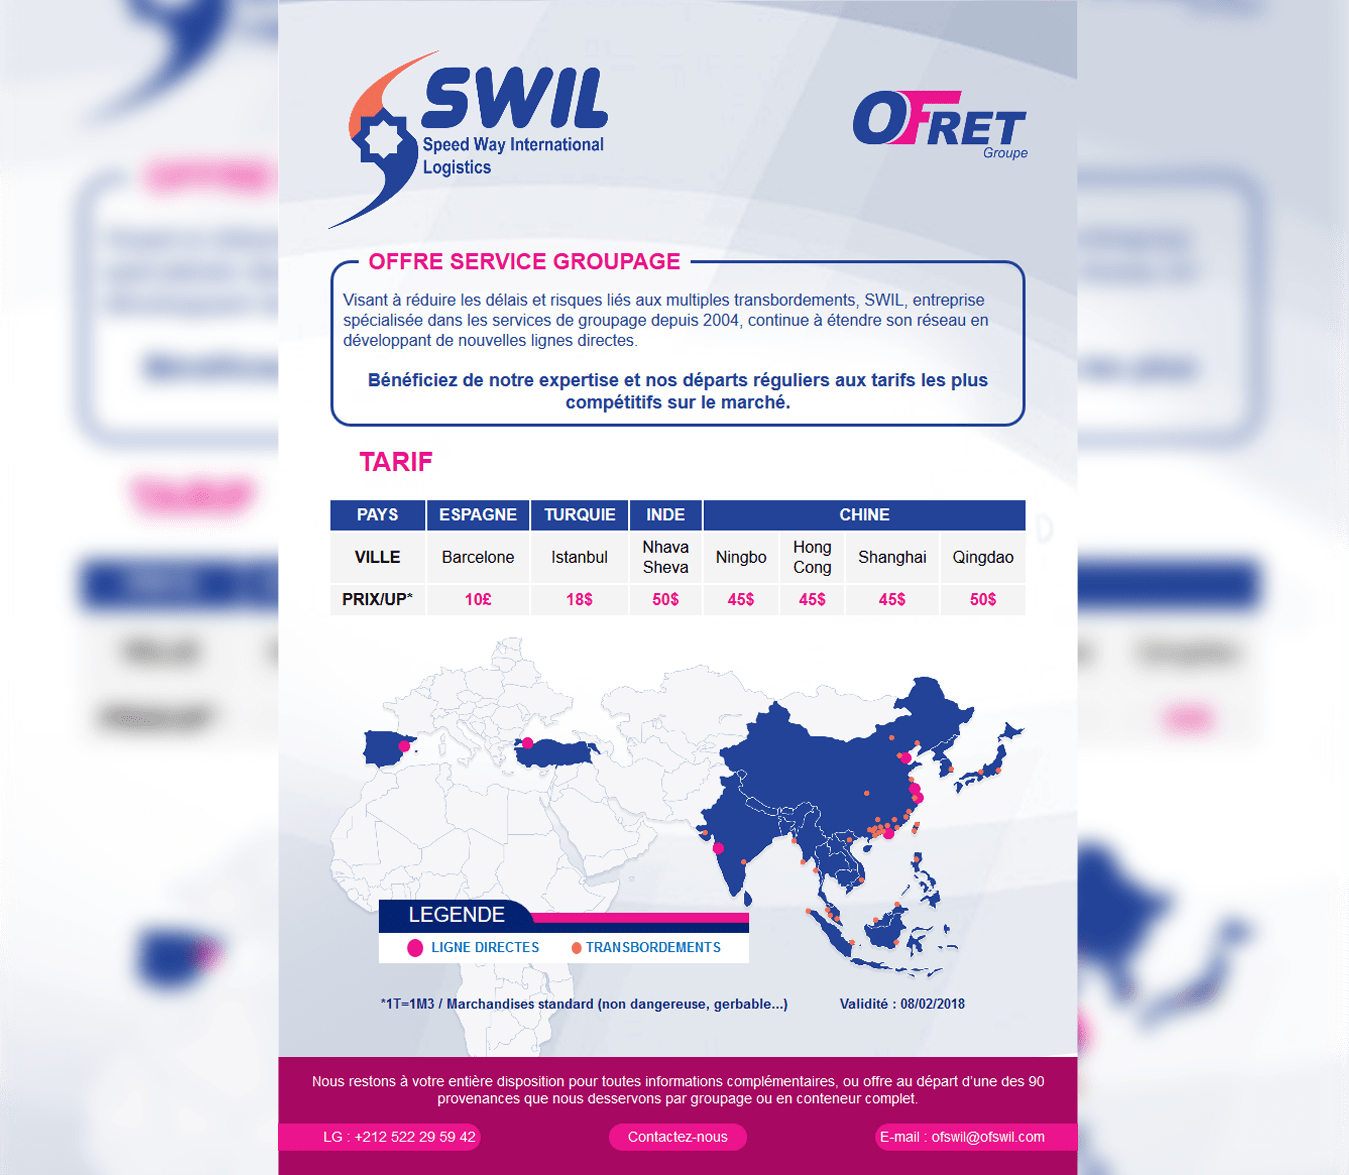 SWIL
Speed Way International
Logistics
OFRET
Groupe
OFFRE SERVICE GROUPAGE
Visant à réduire les délais et risques liés aux multiples transbordements, SWIL, entreprise
spécialisée dans les services de groupage depuis 2004, continue à étendre son réseau en
développant de nouvelles lignes directes.
Bénéficiez de notre expertise et nos départs réguliers aux tarifs les plus
compétitifs sur le marché.
TARIF
PAYS ESPAGNE TURQUIE INDE CHINE
VILLE Barcelone Istanbul Nhava Sheva Ningbo Hong Cong Shanghai Qingdao
PRIX/UP* 10£ 18$ 50$ 45$ 45$ 45$ 50$
LEGENDE
LIGNE DIRECTES TRANSBORDEMENTS
*1T=1M3 / Marchandises standard (non dangereuse, gerbable...) Validité : 08/02/2018
Nous restons à votre entière disposition pour toutes informations complémentaires, ou offre au départ d'une des 90
provenances que nous desservons par groupage ou en conteneur complet.
LG : +212 522 29 59 42 Contactez-nous E-mail : ofswil@ofswil.com